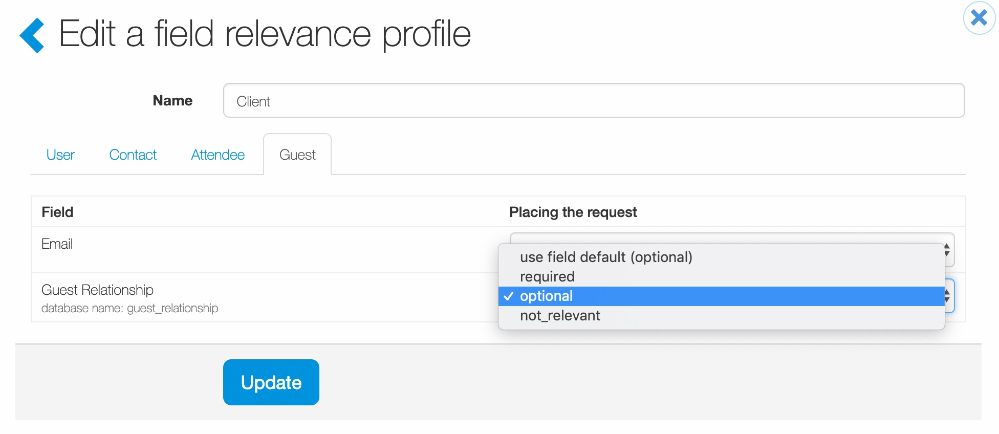 Edit a field relevance profile
Name
Client
User Contact Attendee Guest
Field Placing the request
Email
use field default (optional)
required
Guest Relationship
✓ optional
database name: guest_relationship
not_relevant
Update